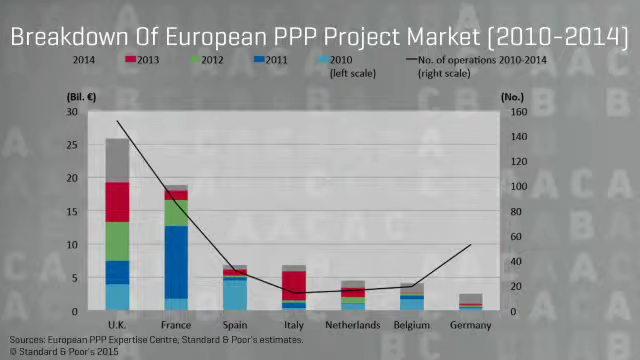 Breakdown Of European PPP Project Market (2010-2014)
2014 2013 2012 2011 2010 No. of operations 2010-2014
(left scale) (right scale)
(Bil. €) (No.)
30 160
25 140
20 120
15 100
10 80
5 60
0 40
20
0
U.K. France Spain Italy Netherlands Belgium Germany
Sources: European PPP Expertise Centre, Standard & Poor's estimates.
© Standard & Poor's 2015